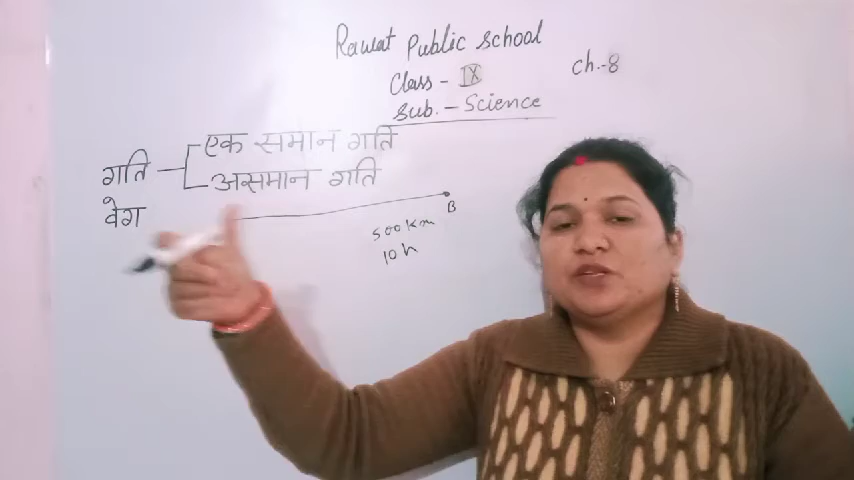 Rawat Public School
Class - IX
Ch.-8
Sub. - Science
गति
एक समान गति
असमान गति
वेग
B
500 Km
10 h